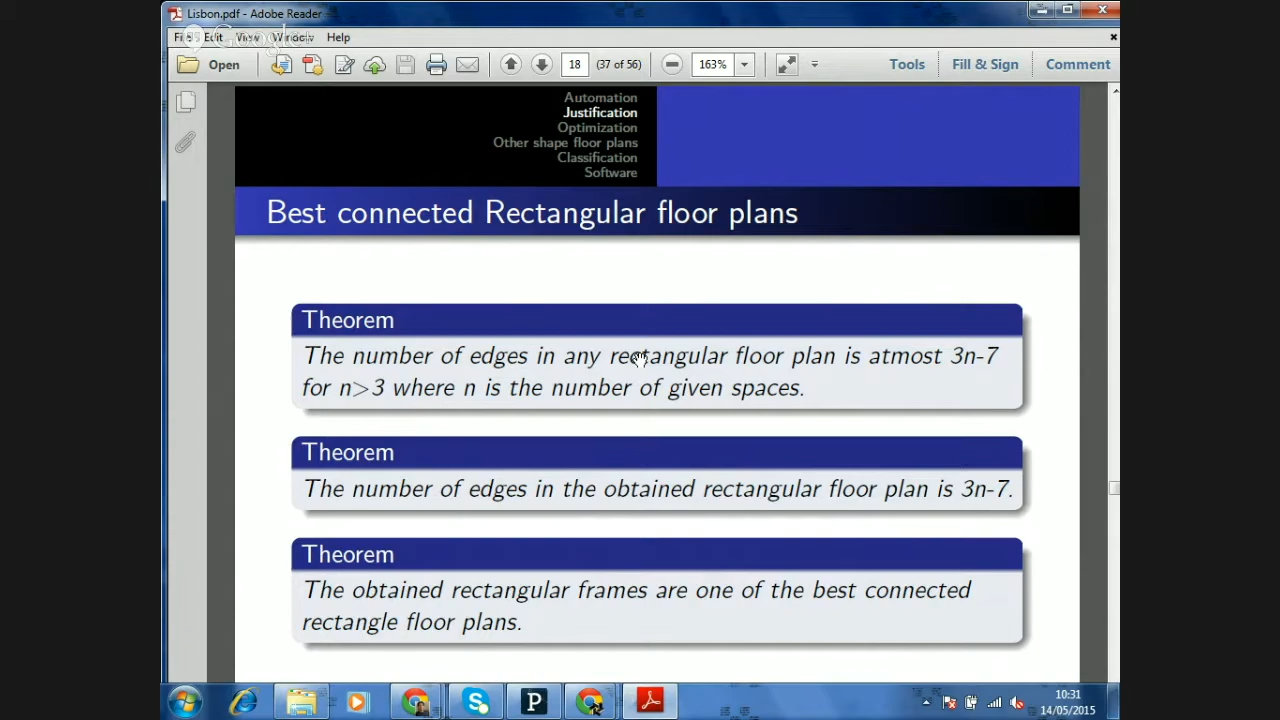 Lisbon.pdf - Adobe Reader
File Edit View Window Help
Open 18 (37 of 56) 163% Tools Fill & Sign Comment
Automation
Justification
Optimization
Other shape floor plans
Classification
Software
Best connected Rectangular floor plans
Theorem
The number of edges in any rectangular floor plan is atmost 3n-7
for n>3 where n is the number of given spaces.
Theorem
The number of edges in the obtained rectangular floor plan is 3n-7.
Theorem
The obtained rectangular frames are one of the best connected
rectangle floor plans.
10:31
14/05/2015